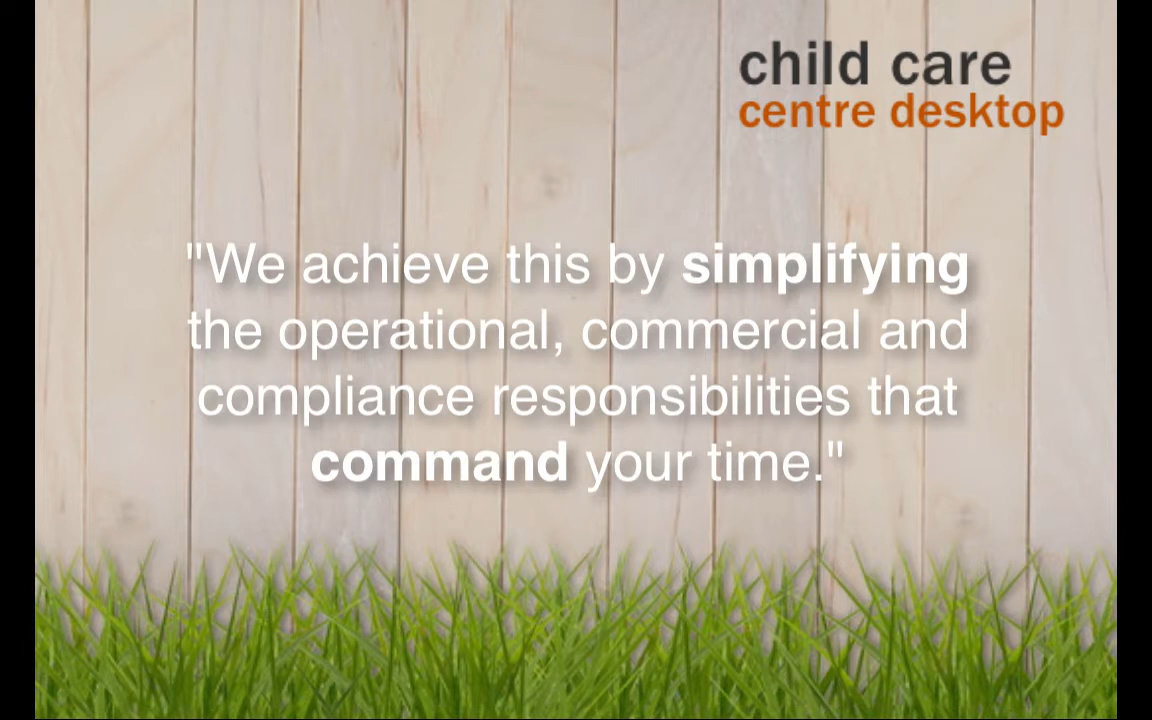 child care
centre desktop
"We achieve this by simplifying
the operational, commercial and
compliance responsibilities that
command your time."